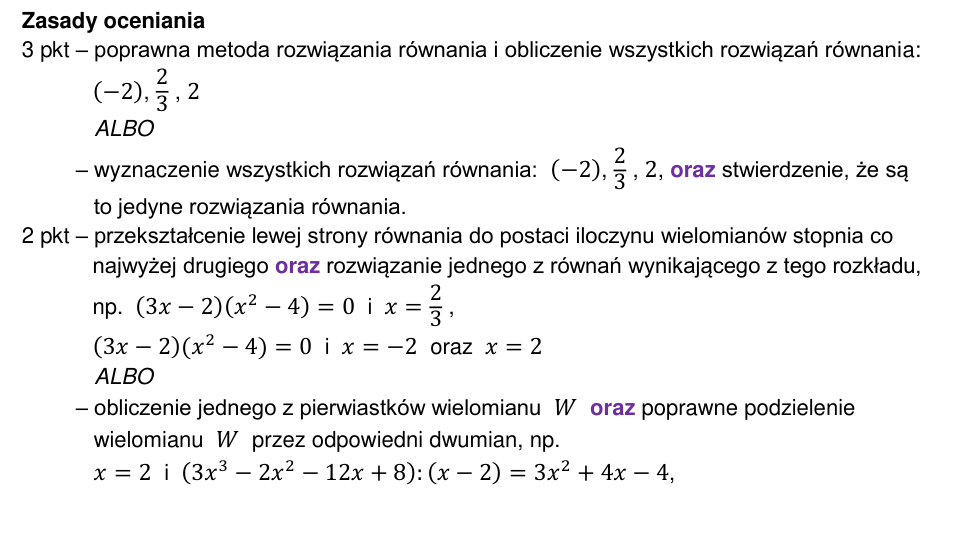 Zasady oceniania
3 pkt – poprawna metoda rozwiązania równania i obliczenie wszystkich rozwiązań równania:
(−2), 2/3 , 2
ALBO
– wyznaczenie wszystkich rozwiązań równania: (−2), 2/3 , 2, oraz stwierdzenie, że są
to jedyne rozwiązania równania.
2 pkt – przekształcenie lewej strony równania do postaci iloczynu wielomianów stopnia co
najwyżej drugiego oraz rozwiązanie jednego z równań wynikającego z tego rozkładu,
np. (3x − 2)(x² − 4) = 0 i x = 2/3 ,
(3x − 2)(x² − 4) = 0 i x = −2 oraz x = 2
ALBO
– obliczenie jednego z pierwiastków wielomianu W oraz poprawne podzielenie
wielomianu W przez odpowiedni dwumian, np.
x = 2 i (3x³ − 2x² − 12x + 8): (x − 2) = 3x² + 4x − 4,